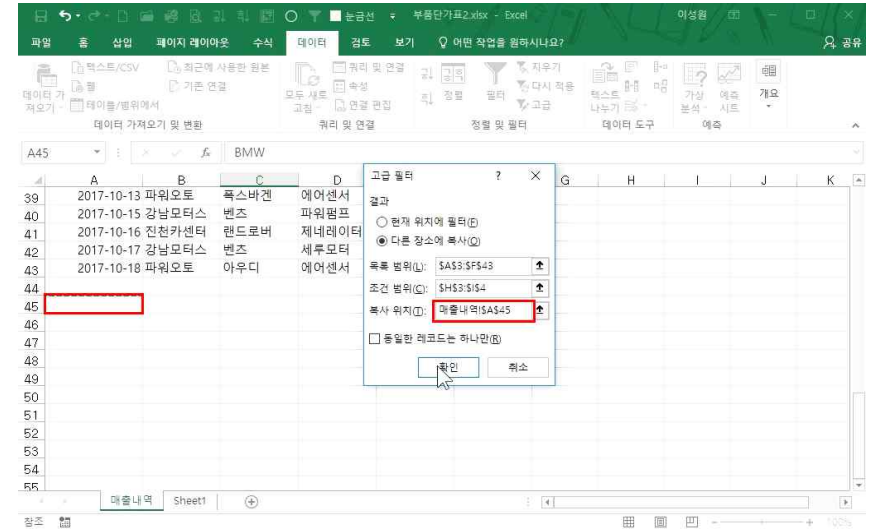 눈금선 부품단가표2.xlsx - Excel 이성원
파일 홈 삽입 페이지 레이아웃 수식 데이터 검토 보기 어떤 작업을 원하시나요? 공유
텍스트/CSV 최근에 사용한 원본 쿼리 및 연결 지우기
데이터 가 웹 기존 연결 모두 새로 속성 정렬 필터 다시 적용 텍스트 가상 예측 개요
져오기 테이블/범위에서 고침 연결 편집 고급 나누기 분석 시트
데이터 가져오기 및 변환 쿼리 및 연결 정렬 및 필터 데이터 도구 예측
A45 fx BMW
A B C D G H I J K
39 2017-10-13 파워오토 폭스바겐 에어센서
40 2017-10-15 강남모터스 벤츠 파워펌프
41 2017-10-16 진천카센터 랜드로버 제네레이터
42 2017-10-17 강남모터스 벤츠 세루모터
43 2017-10-18 파워오토 아우디 에어센서
44
45
46
47
48
49
50
51
52
53
54
55
고급 필터 ? ×
결과
현재 위치에 필터(F)
다른 장소에 복사(O)
목록 범위(L): $A$3:$F$43
조건 범위(C): $H$3:$I$4
복사 위치(T): 매출내역!$A$45
동일한 레코드는 하나만(R)
확인 취소
매출내역 Sheet1
참조 100%